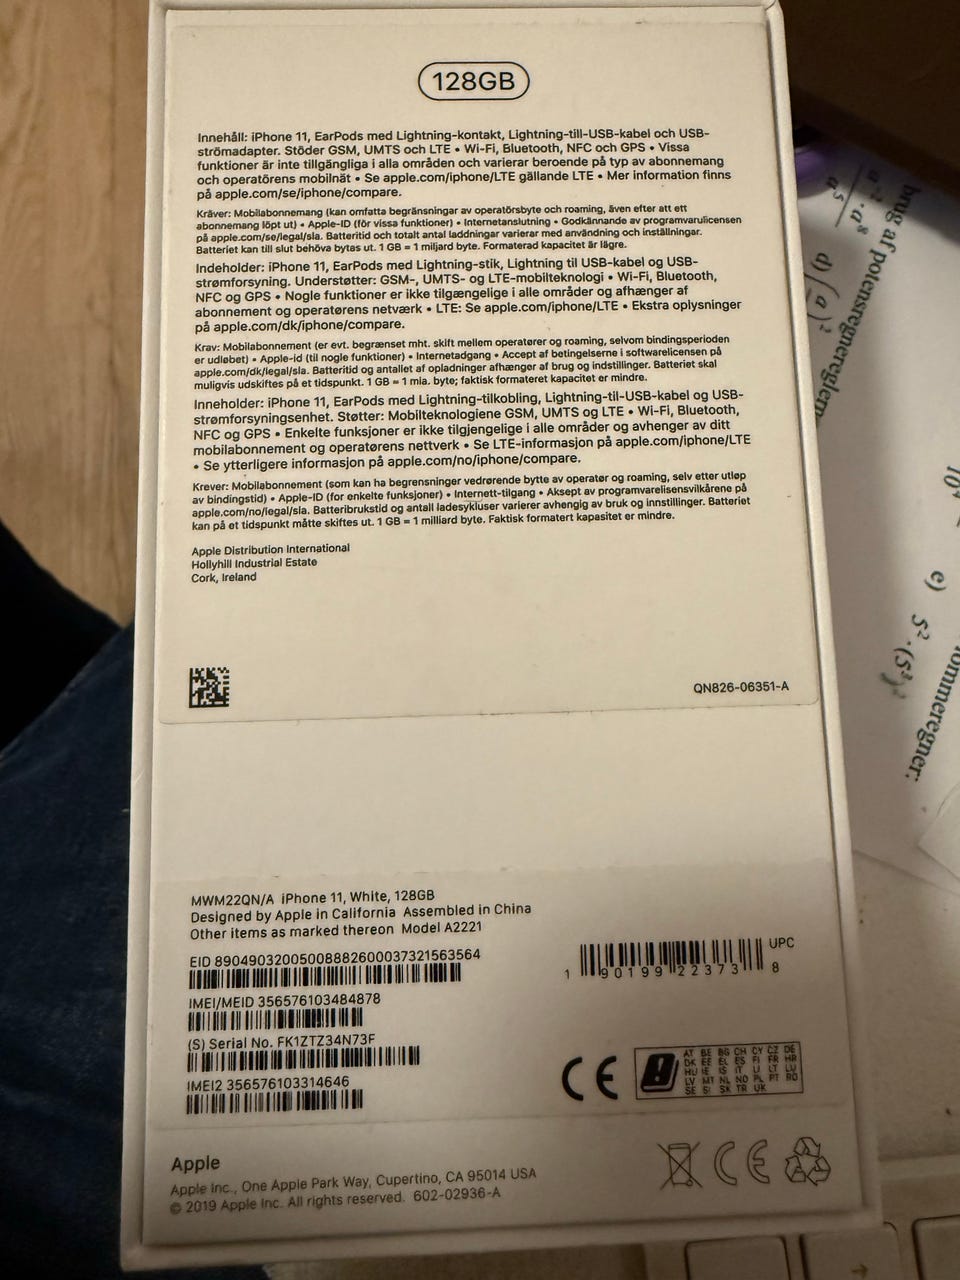 128GB
Innehåll: iPhone 11, EarPods med Lightning-kontakt, Lightning-till-USB-kabel och USB-
strömadapter. Stöder GSM, UMTS och LTE • Wi-Fi, Bluetooth, NFC och GPS • Vissa
funktioner är inte tillgängliga i alla områden och varierar beroende på typ av abonnemang
och operatörens mobilnät • Se apple.com/iphone/LTE gällande LTE • Mer information finns
på apple.com/se/iphone/compare.
Kräver: Mobilabonnemang (kan omfatta begränsningar av operatörsbyte och roaming, även efter att ett
abonnemang löpt ut) • Apple-ID (för vissa funktioner) • Internetanslutning • Godkännande av programvarulicensen
på apple.com/se/legal/sla. Batteritid och totalt antal laddningar varierar med användning och inställningar.
Batteriet kan till slut behöva bytas ut. 1 GB = 1 miljard byte. Formaterad kapacitet är lägre.
Indeholder: iPhone 11, EarPods med Lightning-stik, Lightning til USB-kabel og USB-
strømforsyning. Understøtter: GSM-, UMTS- og LTE-mobilteknologi • Wi-Fi, Bluetooth,
NFC og GPS • Nogle funktioner er ikke tilgængelige i alle områder og afhænger af
abonnement og operatørens netværk • LTE: Se apple.com/iphone/LTE • Ekstra oplysninger
på apple.com/dk/iphone/compare.
Krav: Mobilabonnement (er evt. begrænset mht. skift mellem operatører og roaming, selvom bindingsperioden
er udløbet) • Apple-id (til nogle funktioner) • Internetadgang • Accept af betingelserne i softwarelicensen på
apple.com/dk/legal/sla. Batteritid og antallet af opladninger afhænger af brug og indstillinger. Batteriet skal
muligvis udskiftes på et tidspunkt. 1 GB = 1 mia. byte; faktisk formateret kapacitet er mindre.
Inneholder: iPhone 11, EarPods med Lightning-tilkobling, Lightning-til-USB-kabel og USB-
strømforsyningsenhet. Støtter: Mobilteknologiene GSM, UMTS og LTE • Wi-Fi, Bluetooth,
NFC og GPS • Enkelte funksjoner er ikke tilgjengelige i alle områder og avhenger av ditt
mobilabonnement og operatørens nettverk • Se LTE-informasjon på apple.com/iphone/LTE
• Se ytterligere informasjon på apple.com/no/iphone/compare.
Krever: Mobilabonnement (som kan ha begrensninger vedrørende bytte av operatør og roaming, selv etter utløp
av bindingstid) • Apple-ID (for enkelte funksjoner) • Internett-tilgang • Aksept av programvarelisensvilkårene på
apple.com/no/legal/sla. Batteribrukstid og antall ladesykluser varierer avhengig av bruk og innstillinger. Batteriet
kan på et tidspunkt måtte skiftes ut. 1 GB = 1 milliard byte. Faktisk formatert kapasitet er mindre.
Apple Distribution International
Hollyhill Industrial Estate
Cork, Ireland
QN826-06351-A
MWM22QN/A iPhone 11, White, 128GB
Designed by Apple in California Assembled in China
Other items as marked thereon Model A2221
EID 89049032005008882600037321563564
UPC
1 90199 22373 8
IMEI/MEID 356576103484878
(S) Serial No. FK1ZTZ34N73F
IMEI2 356576103314646
CE
AT BE BG CH CY CZ DE
DK EE EL ES FI FR HR
HU IE IS IT LI LT LU
LV MT NL NO PL PT RO
SE SI SK TR UK
Apple
Apple Inc., One Apple Park Way, Cupertino, CA 95014 USA
© 2019 Apple Inc. All rights reserved. 602-02936-A
CE
brug af potensregneregler
d)
e)
ommeregner: